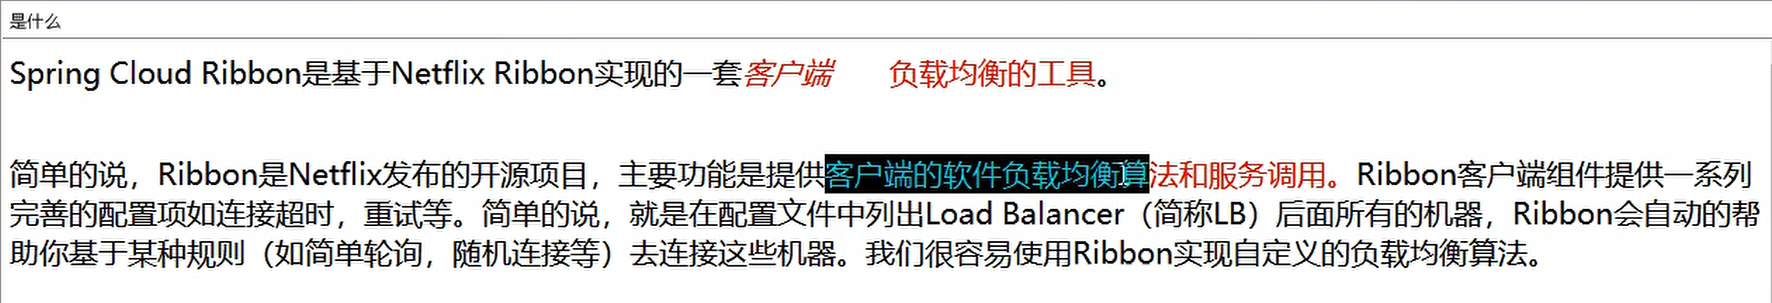 是什么
Spring Cloud Ribbon是基于Netflix Ribbon实现的一套客户端 负载均衡的工具。
简单的说，Ribbon是Netflix发布的开源项目，主要功能是提供客户端的软件负载均衡算法和服务调用。Ribbon客户端组件提供一系列
完善的配置项如连接超时，重试等。简单的说，就是在配置文件中列出Load Balancer（简称LB）后面所有的机器，Ribbon会自动的帮
助你基于某种规则（如简单轮询，随机连接等）去连接这些机器。我们很容易使用Ribbon实现自定义的负载均衡算法。